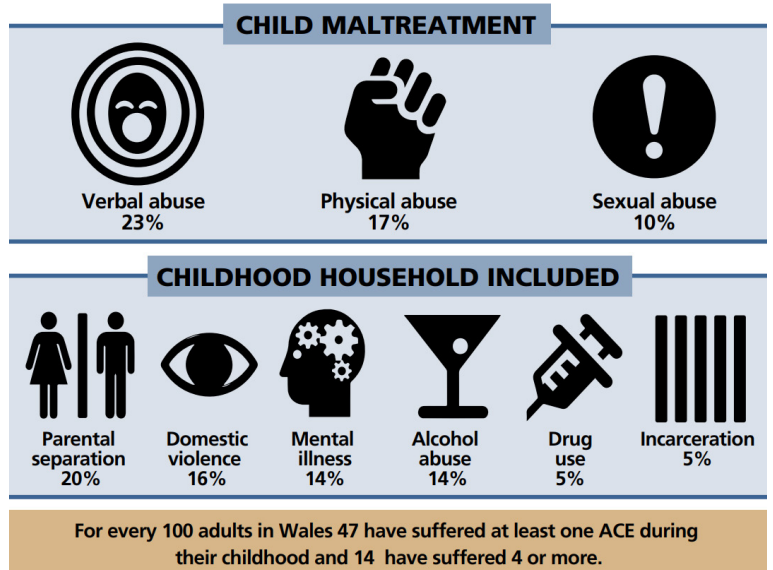 CHILD MALTREATMENT
Verbal abuse
23%
Physical abuse
17%
Sexual abuse
10%
CHILDHOOD HOUSEHOLD INCLUDED
Parental
separation
20%
Domestic
violence
16%
Mental
illness
14%
Alcohol
abuse
14%
Drug
use
5%
Incarceration
5%
For every 100 adults in Wales 47 have suffered at least one ACE during
their childhood and 14 have suffered 4 or more.